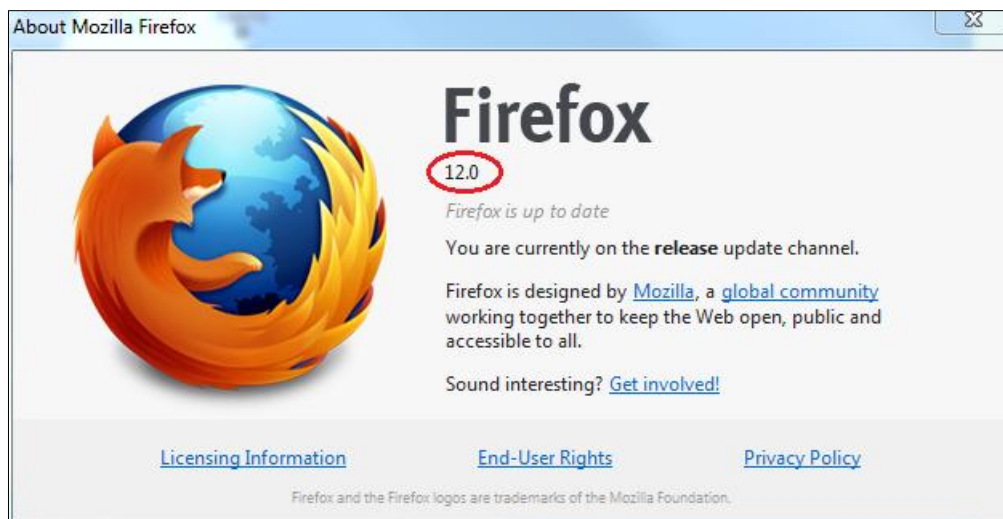 About Mozilla Firefox
Firefox
12.0
Firefox is up to date
You are currently on the release update channel.
Firefox is designed by Mozilla, a global community
working together to keep the Web open, public and
accessible to all.
Sound interesting? Get involved!
Licensing Information End-User Rights Privacy Policy
Firefox and the Firefox logos are trademarks of the Mozilla Foundation.